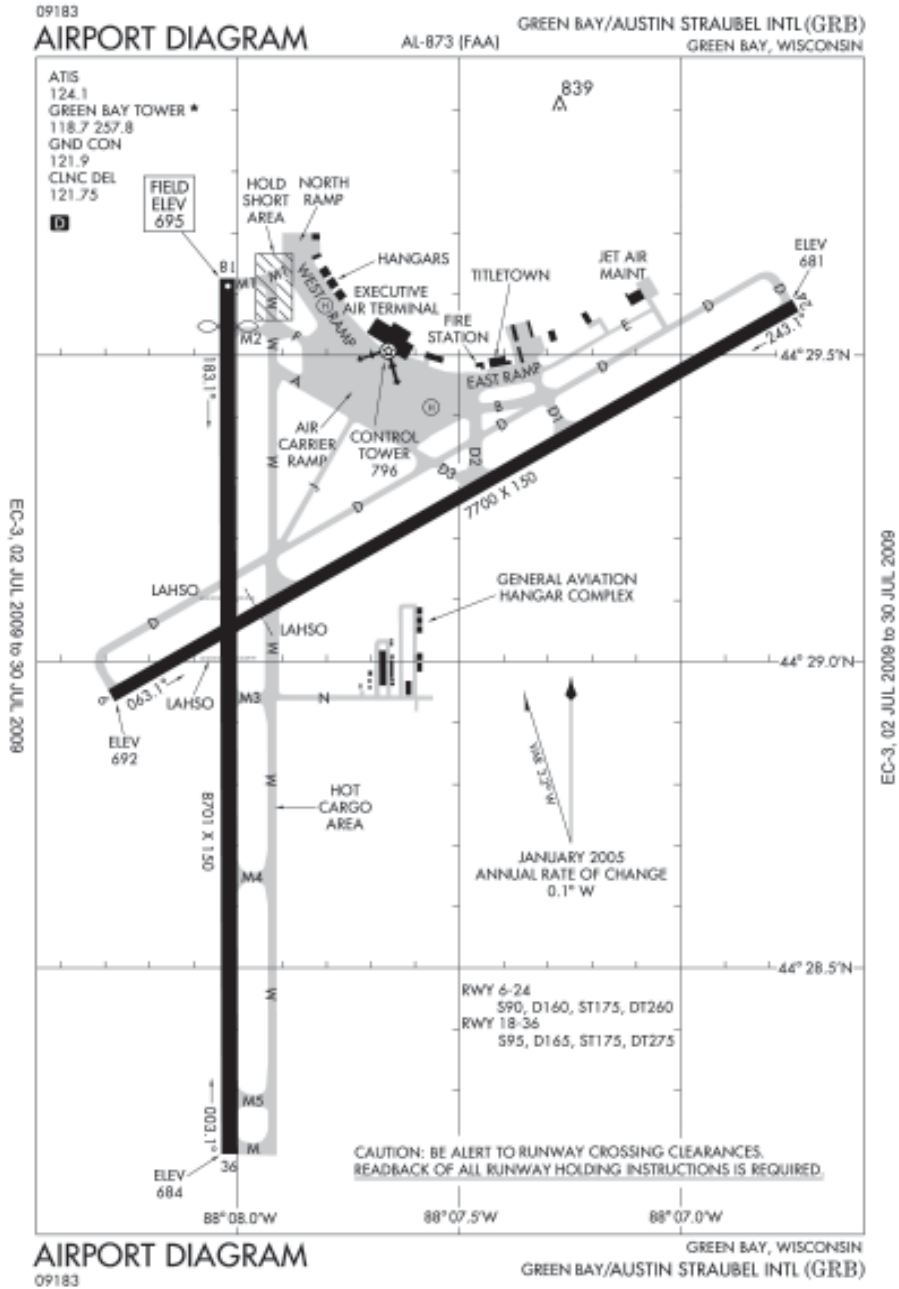 09183
AIRPORT DIAGRAM
AL-873 (FAA)
GREEN BAY/AUSTIN STRAUBEL INTL (GRB)
GREEN BAY, WISCONSIN
ATIS
124.1
GREEN BAY TOWER *
118.7 257.8
GND CON
121.9
CLNC DEL
121.75
D
839
FIELD
ELEV
695
HOLD
SHORT
AREA
NORTH
RAMP
HANGARS
WEST RAMP
H
EXECUTIVE
AIR TERMINAL
FIRE
STATION
TITLETOWN
JET AIR
MAINT
ELEV
681
18
M1
M1
W
M2
W
F
A
183.1°
AIR
CARRIER
RAMP
CONTROL
TOWER
796
H
EAST RAMP
E
D
D
D
24
243.1°
44° 29.5'N
B
D
D1
D2
D3
W
F
D
7700 X 150
LAHSO
LAHSO
D
W
GENERAL AVIATION
HANGAR COMPLEX
44° 29.0'N
6
063.1°
LAHSO
M3
N
ELEV
692
W
HOT
CARGO
AREA
VAR 3.2° W
JANUARY 2005
ANNUAL RATE OF CHANGE
0.1° W
8701 X 150
M4
44° 28.5'N
W
RWY 6-24
S90, D160, ST175, DT260
RWY 18-36
S95, D165, ST175, DT275
003.1°
M5
M
36
ELEV
684
CAUTION: BE ALERT TO RUNWAY CROSSING CLEARANCES.
READBACK OF ALL RUNWAY HOLDING INSTRUCTIONS IS REQUIRED.
88° 08.0'W
88° 07.5'W
88° 07.0'W
EC-3, 02 JUL 2009 to 30 JUL 2009
EC-3, 02 JUL 2009 to 30 JUL 2009
AIRPORT DIAGRAM
09183
GREEN BAY, WISCONSIN
GREEN BAY/AUSTIN STRAUBEL INTL (GRB)